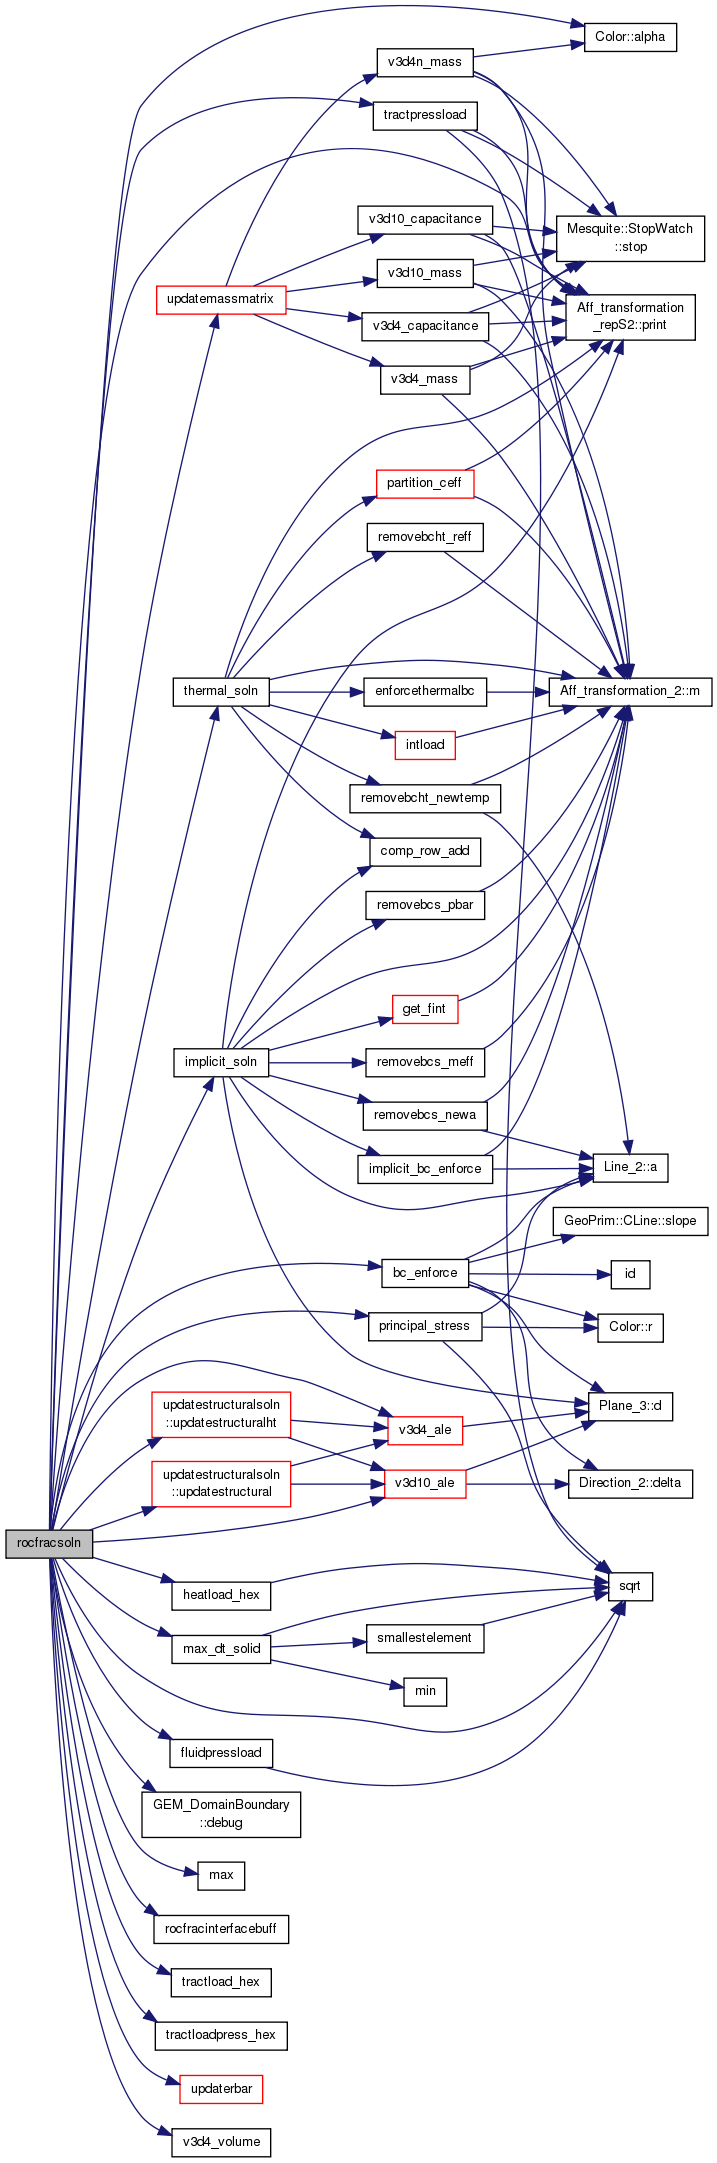 Color::alpha
v3d4n_mass
tractpressload
v3d10_capacitance
Mesquite::StopWatch
::stop
v3d10_mass
updatemassmatrix
Aff_transformation
_repS2::print
v3d4_capacitance
v3d4_mass
partition_ceff
removebcht_reff
thermal_soln
enforcethermalbc
Aff_transformation_2::m
intload
removebcht_newtemp
comp_row_add
removebcs_pbar
get_fint
implicit_soln
removebcs_meff
removebcs_newa
implicit_bc_enforce
Line_2::a
GeoPrim::CLine::slope
bc_enforce
id
principal_stress
Color::r
updatestructuralsoln
::updatestructuralht
Plane_3::d
v3d4_ale
updatestructuralsoln
::updatestructural
v3d10_ale
Direction_2::delta
rocfracsoln
heatload_hex
sqrt
max_dt_solid
smallestelement
min
fluidpressload
GEM_DomainBoundary
::debug
max
rocfracinterfacebuff
tractload_hex
tractloadpress_hex
updaterbar
v3d4_volume